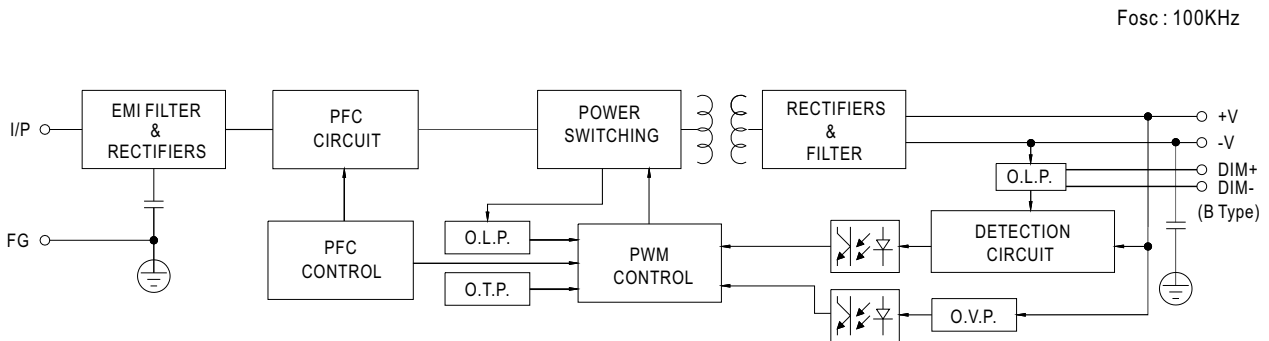 Fosc : 100KHz
I/P
EMI FILTER
&
RECTIFIERS
PFC
CIRCUIT
POWER
SWITCHING
RECTIFIERS
&
FILTER
+V
-V
DIM+
DIM-
(B Type)
O.L.P.
FG
PFC
CONTROL
O.L.P.
O.T.P.
PWM
CONTROL
DETECTION
CIRCUIT
O.V.P.